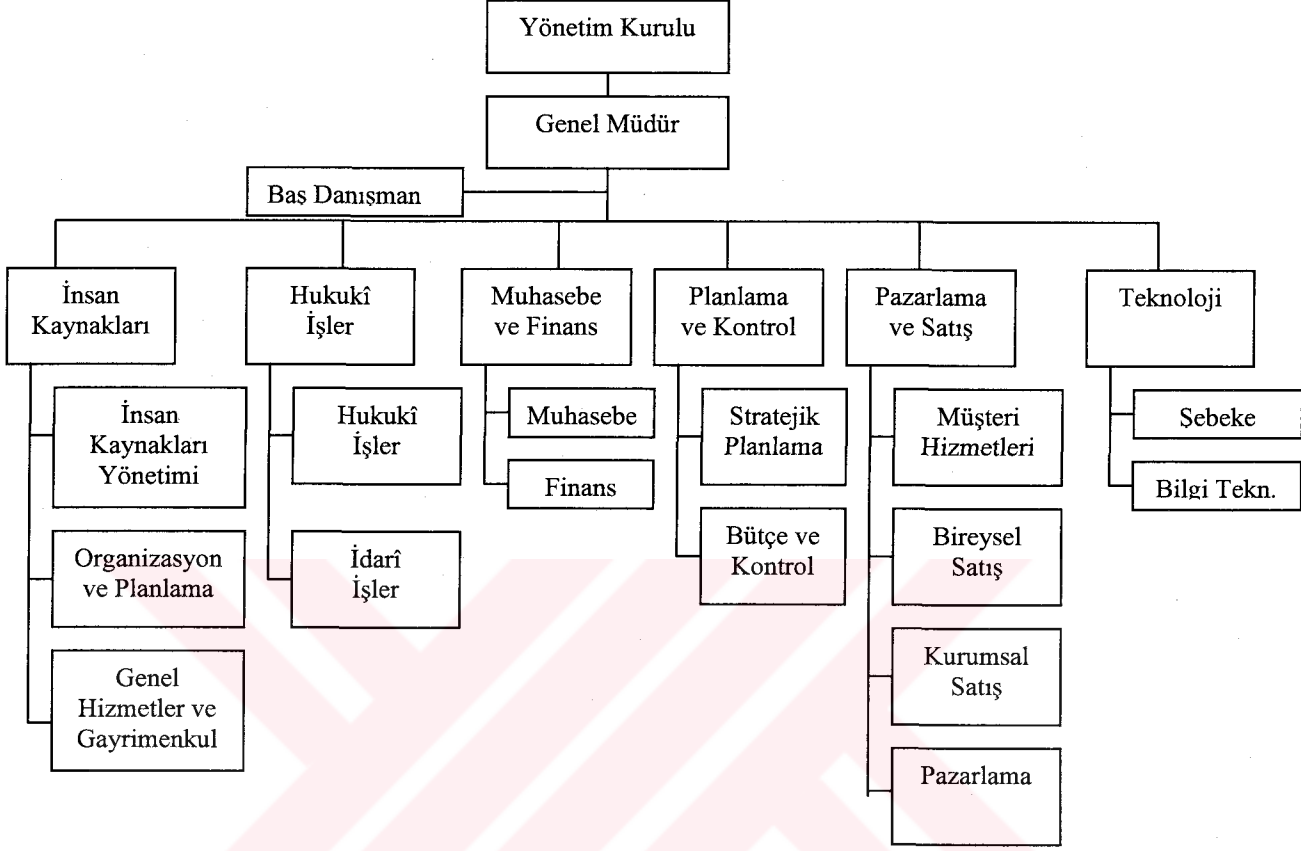 Yönetim Kurulu
Genel Müdür
Baş Danışman
İnsan
Kaynakları
Hukukî
İşler
Muhasebe
ve Finans
Planlama
ve Kontrol
Pazarlama
ve Satış
Teknoloji
İnsan
Kaynakları
Yönetimi
Organizasyon
ve Planlama
Genel
Hizmetler ve
Gayrimenkul
Hukukî
İşler
İdarî
İşler
Muhasebe
Finans
Stratejik
Planlama
Bütçe ve
Kontrol
Müşteri
Hizmetleri
Bireysel
Satış
Kurumsal
Satış
Pazarlama
Şebeke
Bilgi Tekn.